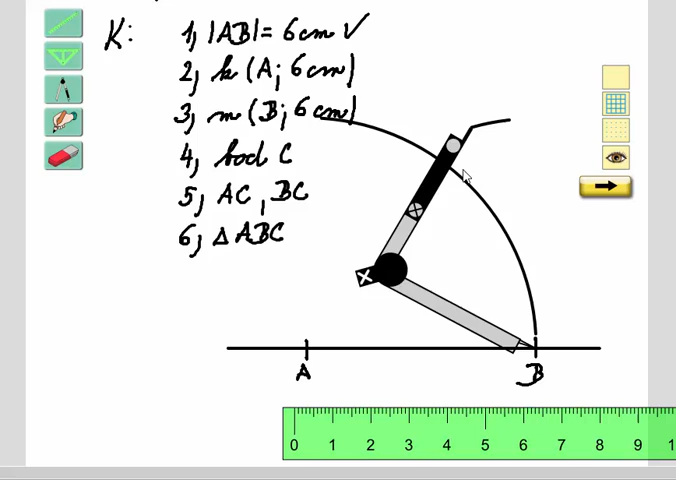 K:
1, |AB| = 6cm ✓
2, k (A; 6cm)
3, m (B; 6cm)
4, bod C
5, AC, BC
6, △ ABC
A
B
0 1 2 3 4 5 6 7 8 9 1